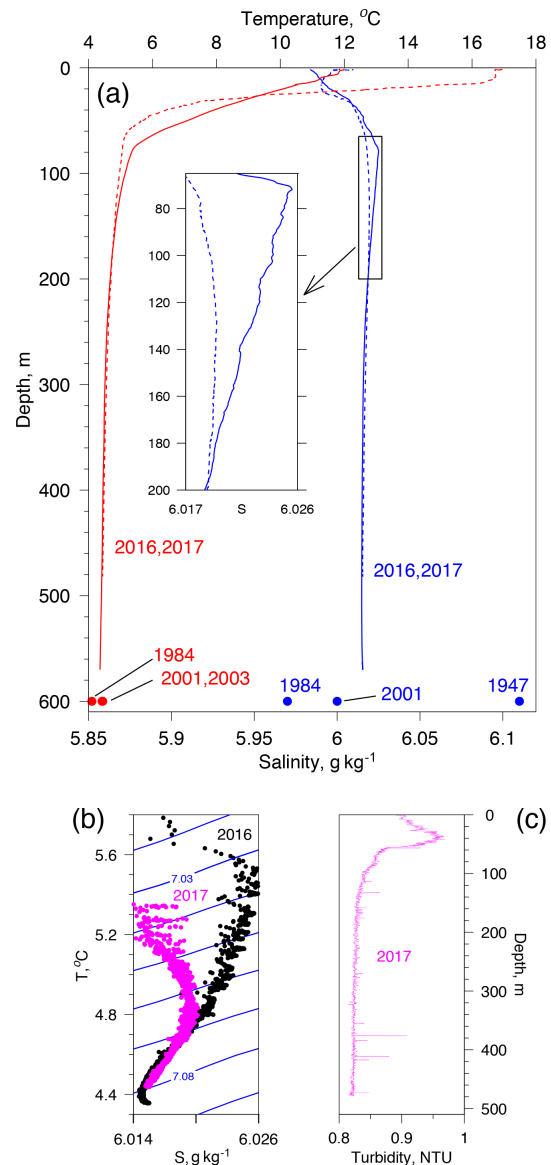 Temperature, °C
4 6 8 10 12 14 16 18
(a)
0
100
200
300
400
500
600
Depth, m
80
100
120
140
160
180
200
6.017 S 6.026
2016,2017
2016,2017
1984
2001,2003
1984
2001
1947
5.85 5.9 5.95 6 6.05 6.1
Salinity, g kg-1
(b)
2016
7.03
2017
7.08
5.6
5.2
4.8
4.4
T, °C
6.014 6.026
S, g kg-1
(c)
2017
0
100
200
300
400
500
Depth, m
0.8 0.9 1
Turbidity, NTU